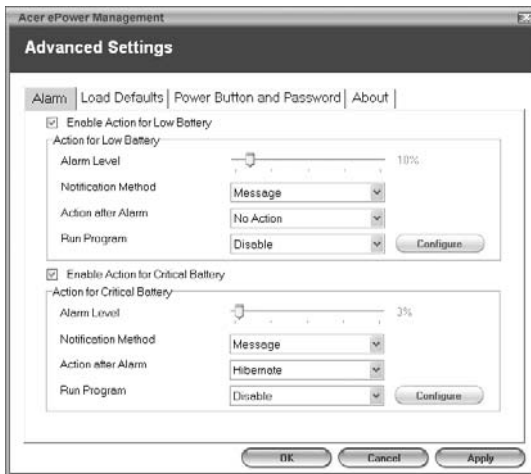 Acer ePower Management
Advanced Settings
Alarm Load Defaults Power Button and Password About
Enable Action for Low Battery
Action for Low Battery
Alarm Level 10%
Notification Method Message
Action after Alarm No Action
Run Program Disable Configure
Enable Action for Critical Battery
Action for Critical Battery
Alarm Level 3%
Notification Method Message
Action after Alarm Hibernate
Run Program Disable Configure
OK Cancel Apply